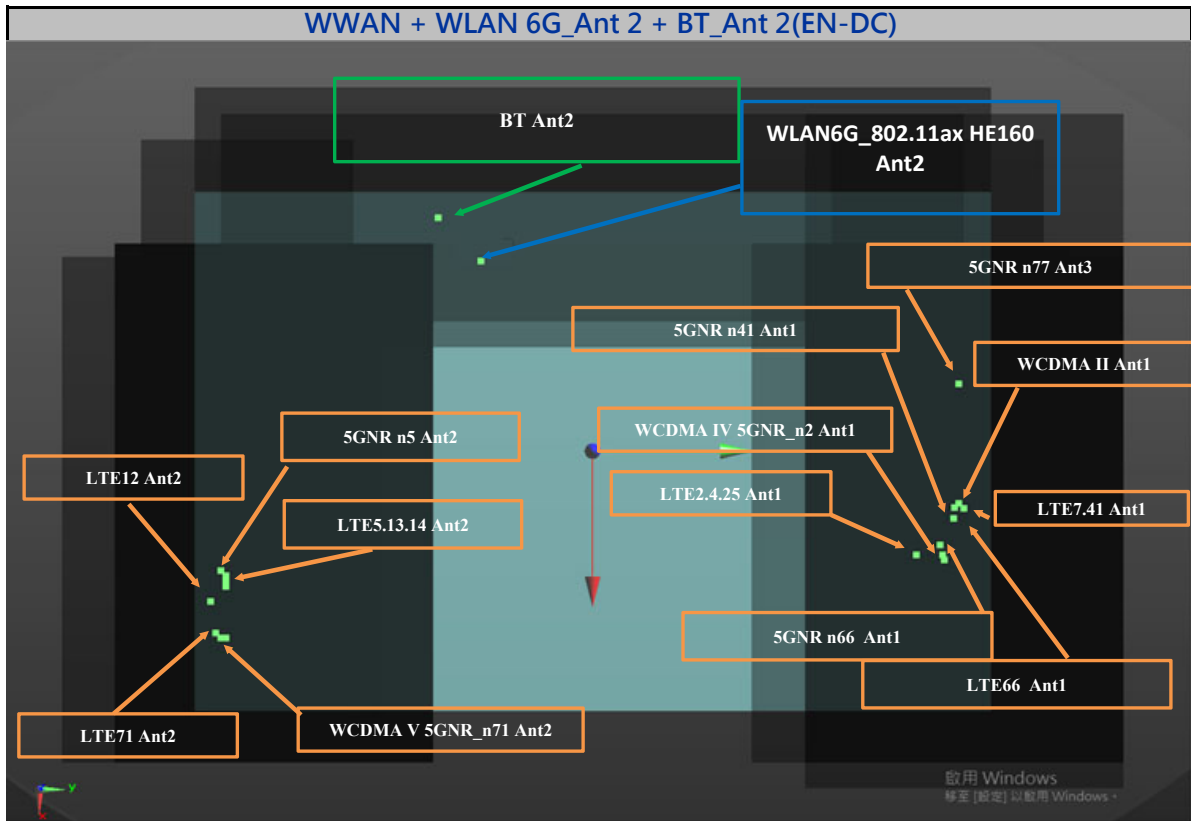 WWAN + WLAN 6G_Ant 2 + BT_Ant 2(EN-DC)
BT Ant2
WLAN6G_802.11ax HE160
Ant2
5GNR n77 Ant3
5GNR n41 Ant1
WCDMA II Ant1
5GNR n5 Ant2
WCDMA IV 5GNR_n2 Ant1
LTE12 Ant2
LTE2.4.25 Ant1
LTE7.41 Ant1
LTE5.13.14 Ant2
5GNR n66 Ant1
LTE66 Ant1
LTE71 Ant2
WCDMA V 5GNR_n71 Ant2
啟用 Windows
移至 [設定] 以啟用 Windows。
Y
X